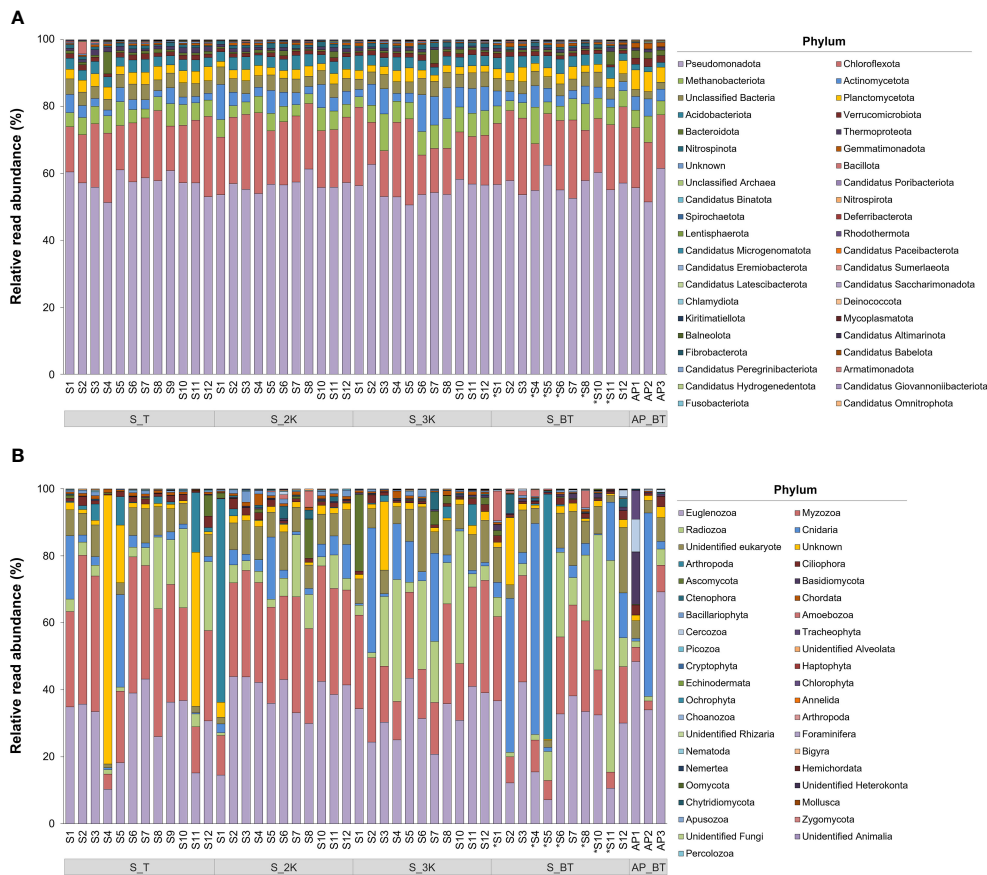 A
Relative read abundance (%)
100
80
60
40
20
0
S1 S2 S3 S4 S5 S6 S7 S8 S9 S10 S11 S12 S1 S2 S3 S4 S5 S6 S7 S8 S10 S11 S12 S1 S2 S3 S4 S5 S6 S7 S8 S10 S11 S12 *S1 S2 S3 *S4 *S5 *S6 S7 *S8 *S10 *S11 S12 AP1 AP2 AP3
S_T S_2K S_3K S_BT AP_BT
Phylum
Pseudomonadota Chloroflexota
Methanobacteriota Actinomycetota
Unclassified Bacteria Planctomycetota
Acidobacteriota Verrucomicrobiota
Bacteroidota Thermoproteota
Nitrospinota Gemmatimonadota
Unknown Bacillota
Unclassified Archaea Candidatus Poribacteriota
Candidatus Binatota Nitrospirota
Spirochaetota Deferribacterota
Lentisphaerota Rhodothermota
Candidatus Microgenomatota Candidatus Paceibacterota
Candidatus Eremiobacterota Candidatus Sumerlaeota
Candidatus Latescibacterota Candidatus Saccharimonadota
Chlamydiota Deinococcota
Kiritimatiellota Mycoplasmatota
Balneolota Candidatus Altimarinota
Fibrobacterota Candidatus Babelota
Candidatus Peregrinibacteriota Armatimonadota
Candidatus Hydrogenedentota Candidatus Giovannoniibacteriota
Fusobacteriota Candidatus Omnitrophota
B
Relative read abundance (%)
100
80
60
40
20
0
S1 S2 S3 S4 S5 S6 S7 S8 S9 S10 S11 S12 S1 S2 S3 S4 S5 S6 S7 S8 S10 S11 S12 S1 S2 S3 S4 S5 S6 S7 S8 S10 S11 S12 *S1 S2 S3 *S4 *S5 *S6 S7 *S8 *S10 *S11 S12 AP1 AP2 AP3
S_T S_2K S_3K S_BT AP_BT
Phylum
Euglenozoa Myzozoa
Radiozoa Cnidaria
Unidentified eukaryote Unknown
Arthropoda Ciliophora
Ascomycota Basidiomycota
Ctenophora Chordata
Bacillariophyta Amoebozoa
Cercozoa Tracheophyta
Picozoa Unidentified Alveolata
Cryptophyta Haptophyta
Echinodermata Chlorophyta
Ochrophyta Annelida
Choanozoa Arthropoda
Unidentified Rhizaria Foraminifera
Nematoda Bigyra
Nemertea Hemichordata
Oomycota Unidentified Heterokonta
Chytridiomycota Mollusca
Apusozoa Zygomycota
Unidentified Fungi Unidentified Animalia
Percolozoa